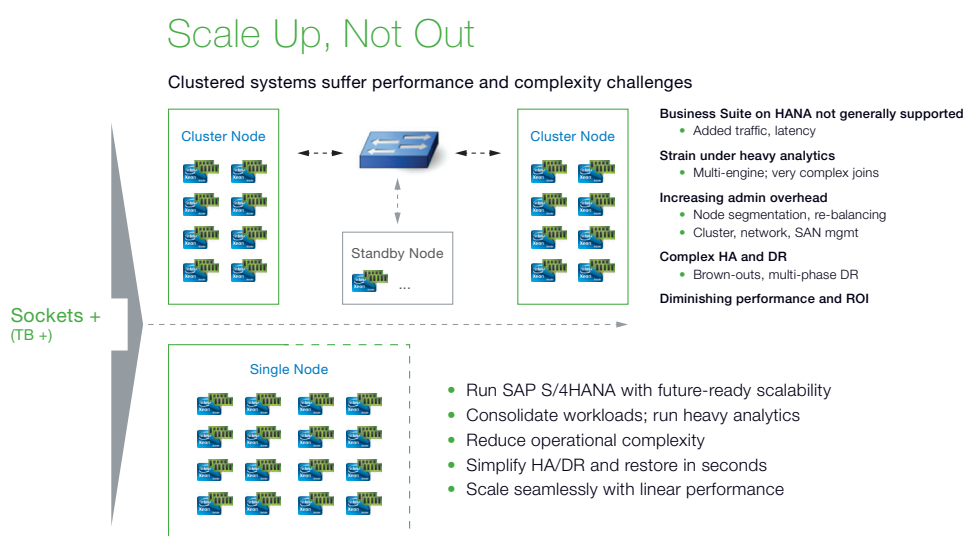 Scale Up, Not Out
Clustered systems suffer performance and complexity challenges
Cluster Node
Cluster Node
Standby Node
...
Business Suite on HANA not generally supported
• Added traffic, latency
Strain under heavy analytics
• Multi-engine; very complex joins
Increasing admin overhead
• Node segmentation, re-balancing
• Cluster, network, SAN mgmt
Complex HA and DR
• Brown-outs, multi-phase DR
Diminishing performance and ROI
Sockets +
(TB +)
Single Node
• Run SAP S/4HANA with future-ready scalability
• Consolidate workloads; run heavy analytics
• Reduce operational complexity
• Simplify HA/DR and restore in seconds
• Scale seamlessly with linear performance